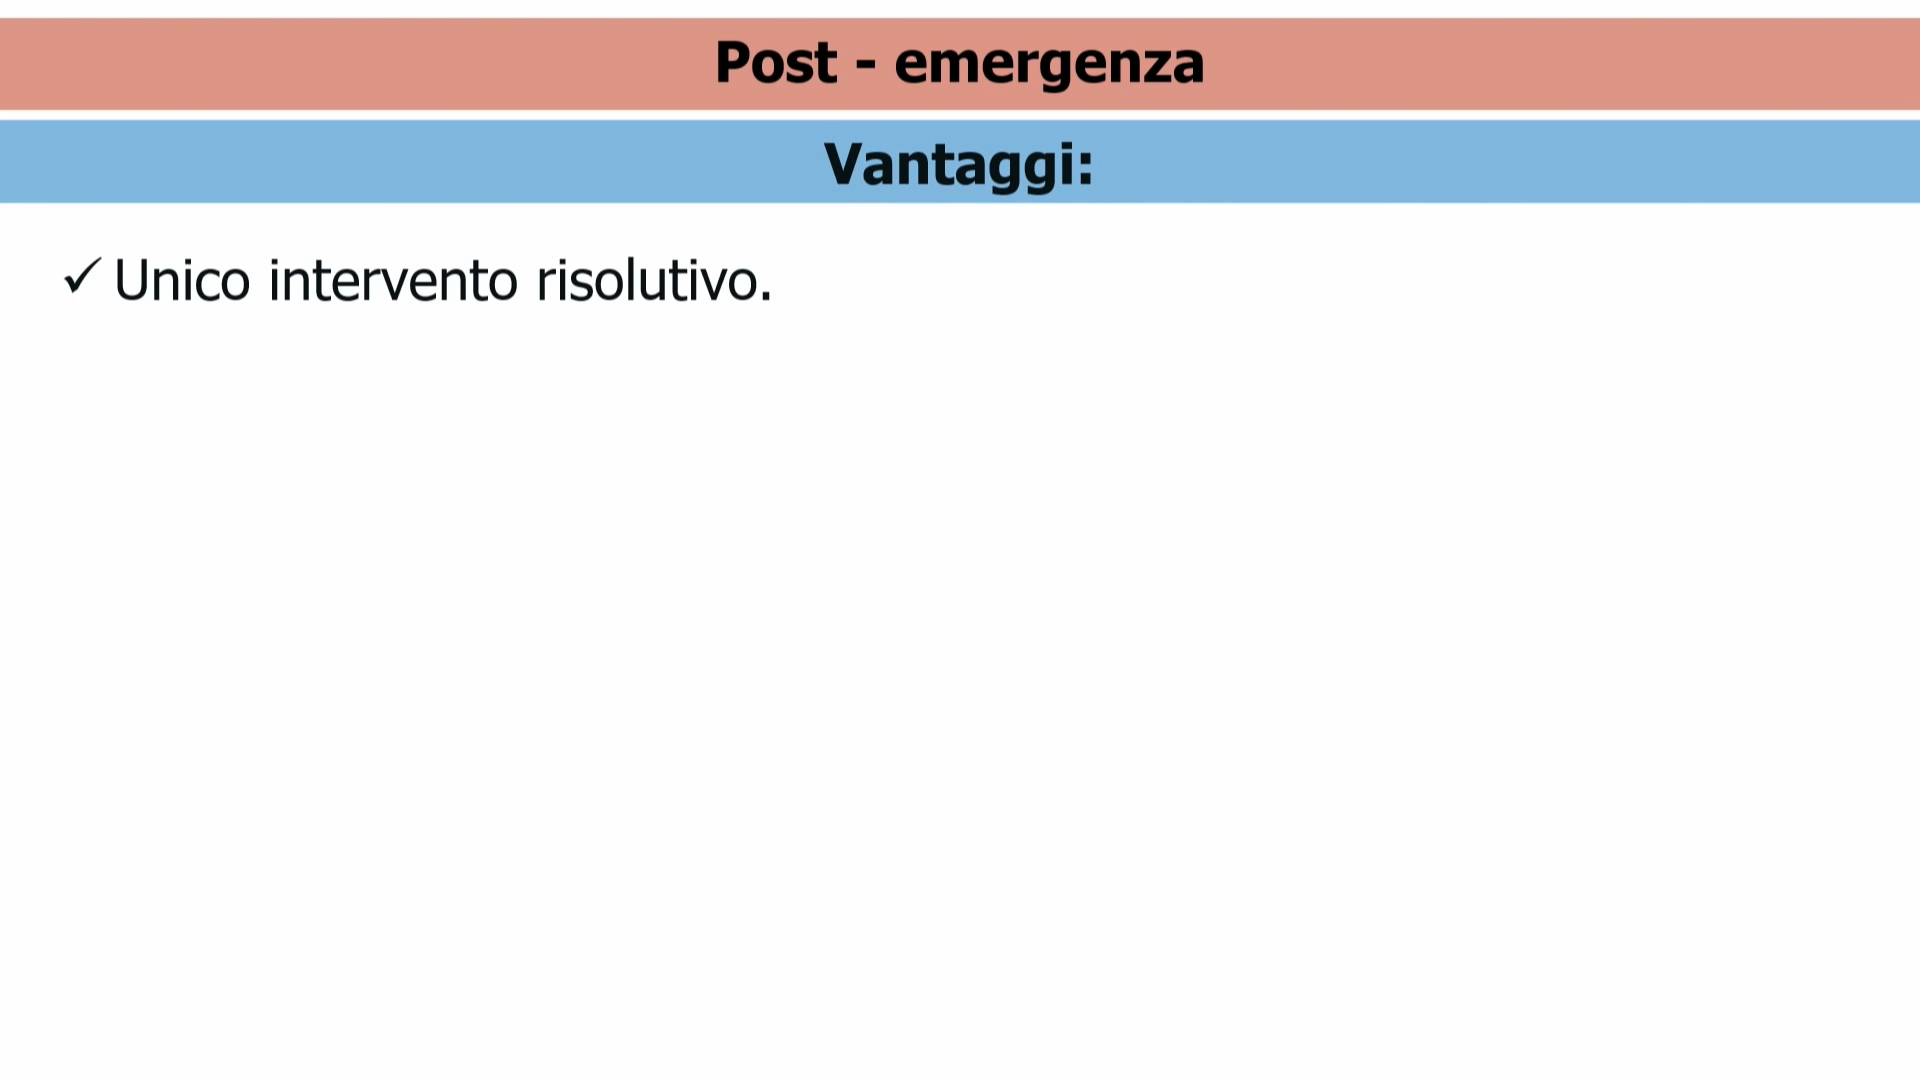 Post - emergenza
Vantaggi:
✓ Unico intervento risolutivo.